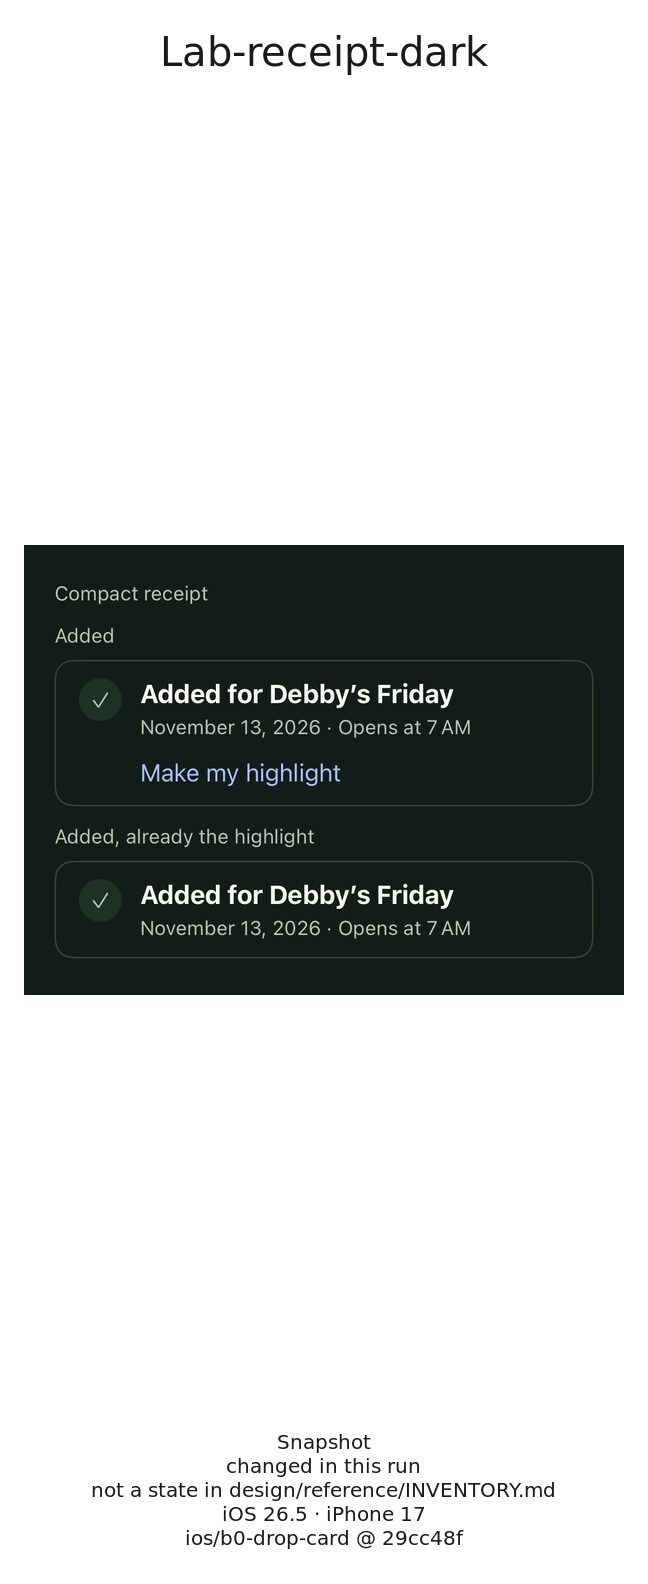 Lab-receipt-dark
Compact receipt
Added
Added for Debby’s Friday
November 13, 2026 · Opens at 7 AM
Make my highlight
Added, already the highlight
Added for Debby’s Friday
November 13, 2026 · Opens at 7 AM
Snapshot
changed in this run
not a state in design/reference/INVENTORY.md
iOS 26.5 · iPhone 17
ios/b0-drop-card @ 29cc48f